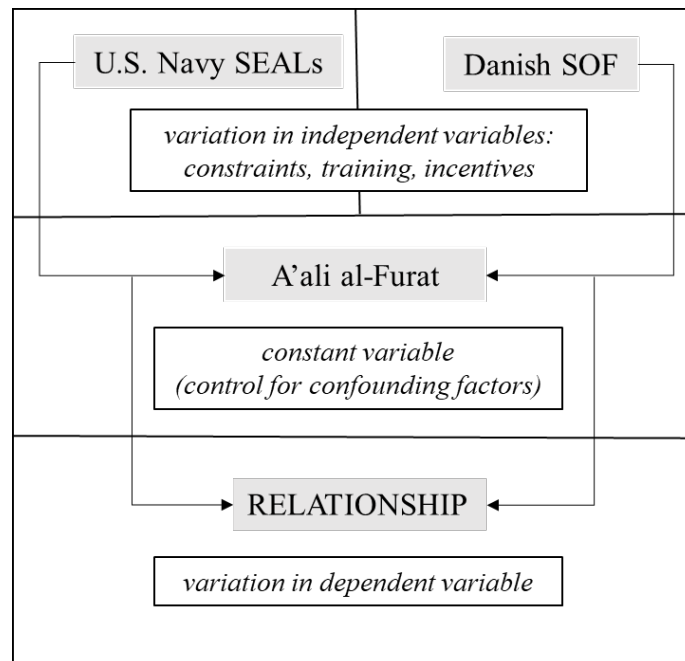 U.S. Navy SEALs
Danish SOF
variation in independent variables:
constraints, training, incentives
A’ali al-Furat
constant variable
(control for confounding factors)
RELATIONSHIP
variation in dependent variable